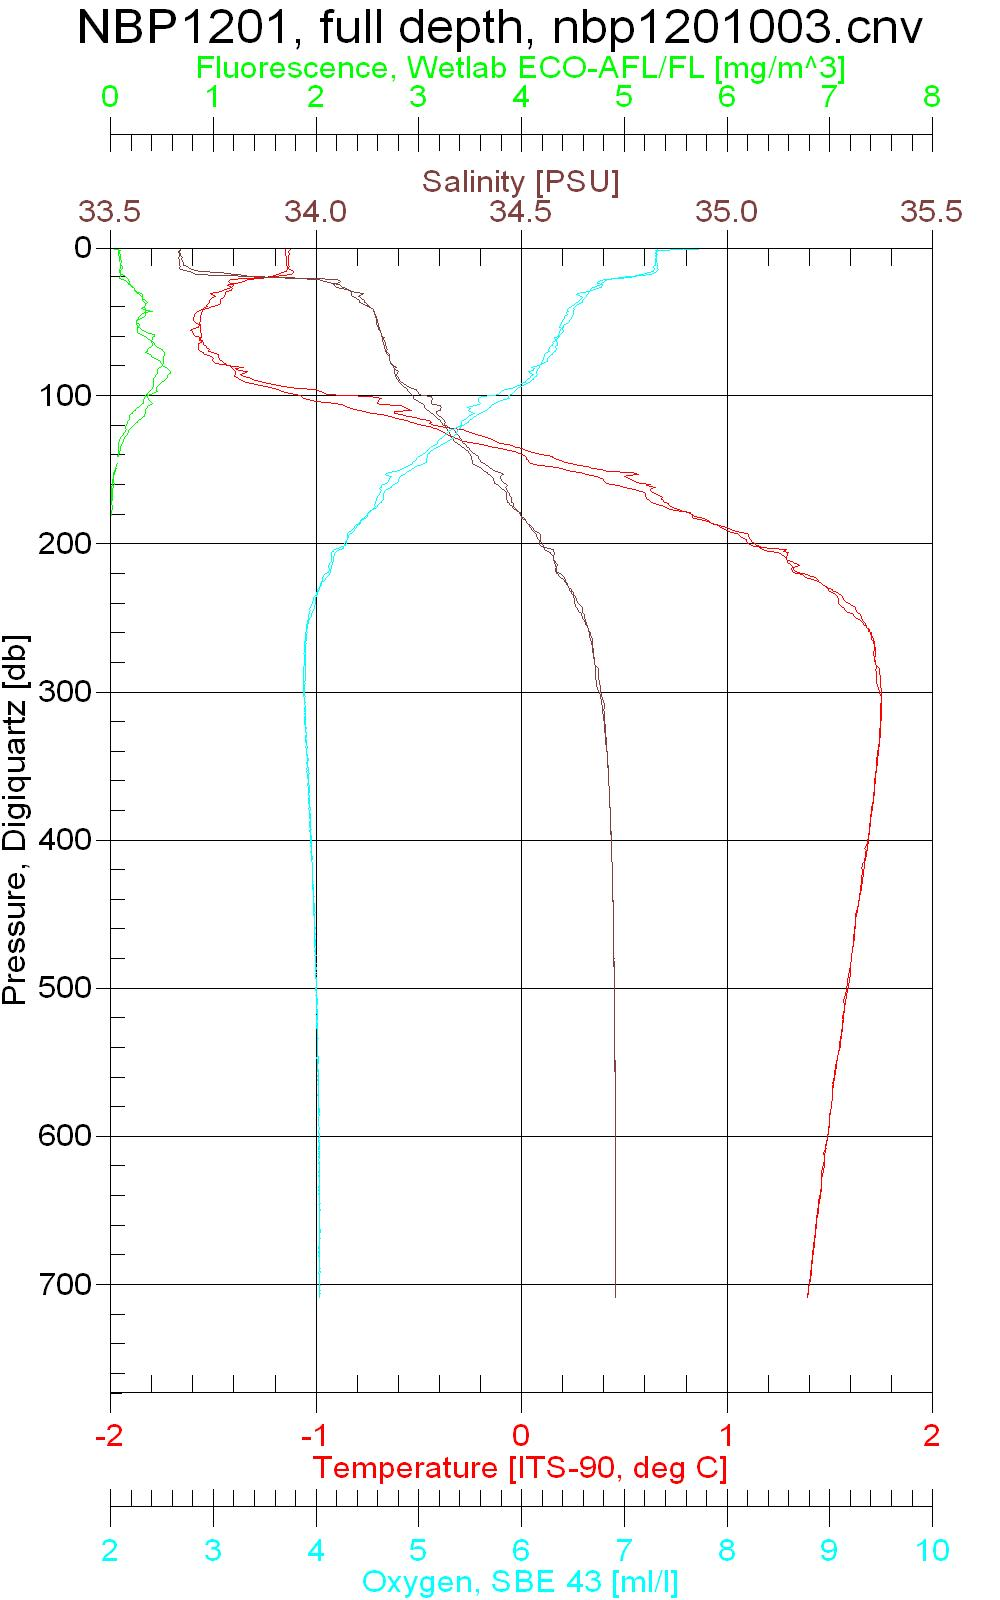 NBP1201, full depth, nbp1201003.cnv
Fluorescence, Wetlab ECO-AFL/FL [mg/m^3]
0 1 2 3 4 5 6 7 8
Salinity [PSU]
33.5 34.0 34.5 35.0 35.5
0
100
200
300
400
500
600
700
Pressure, Digiquartz [db]
-2 -1 0 1 2
Temperature [ITS-90, deg C]
2 3 4 5 6 7 8 9 10
Oxygen, SBE 43 [ml/l]